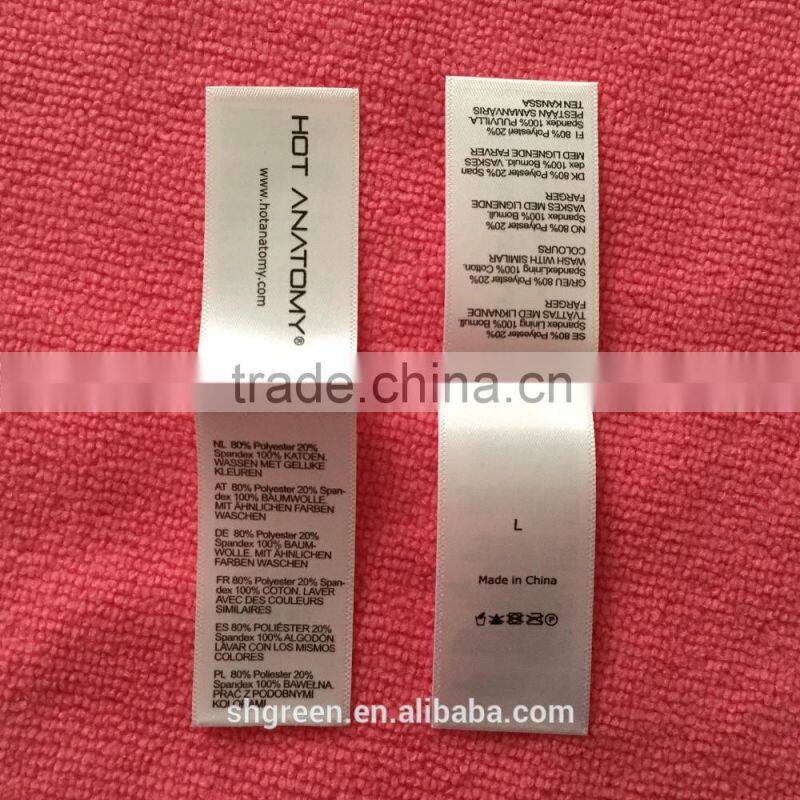 HOT ANATOMY®
www.hotanatomy.com
NL 80% Polyester 20%
Spandex 100% KATOEN.
WASSEN MET GELIJKE
KLEUREN
AT 80% Polyester 20% Span-
dex 100% BAUMWOLLE.
MIT ÄHNLICHEN FARBEN
WASCHEN
DE 80% Polyester 20%
Spandex 100% BAUM-
WOLLE. MIT ÄHNLICHEN
FARBEN WASCHEN
FR 80% Polyester 20% Span-
dex 100% COTON. LAVER
AVEC DES COULEURS
SIMILAIRES
ES 80% POLIÉSTER 20%
Spandex 100% ALGODÓN.
LAVAR CON LOS MISMOS
COLORES
PL 80% Poliester 20%
Spandex 100% BAWEŁNA.
PRAĆ Z PODOBNYMI
KOLORAMI
SE 80% Polyester 20%
Spandex Lining 100% Bomull.
TVÄTTAS MED LIKNANDE
FÄRGER
GR/EU 80% Polyester 20%
SpandexLining 100% Cotton.
WASH WITH SIMILAR
COLOURS
NO 80% Polyester 20%
Spandex 100% Bomull.
VASKES MED LIGNENDE
FARGER
DK 80% Polyester 20% Span
dex 100% Bomuld. VASKES
MED LIGNENDE FARVER
FI 80% Polyesteri 20%
Spandex 100% PUUVILLA.
PESTÄÄN SAMANVÄRIS
TEN KANSSA
L
Made in China
trade.china.cn
shgreen.en.alibaba.com